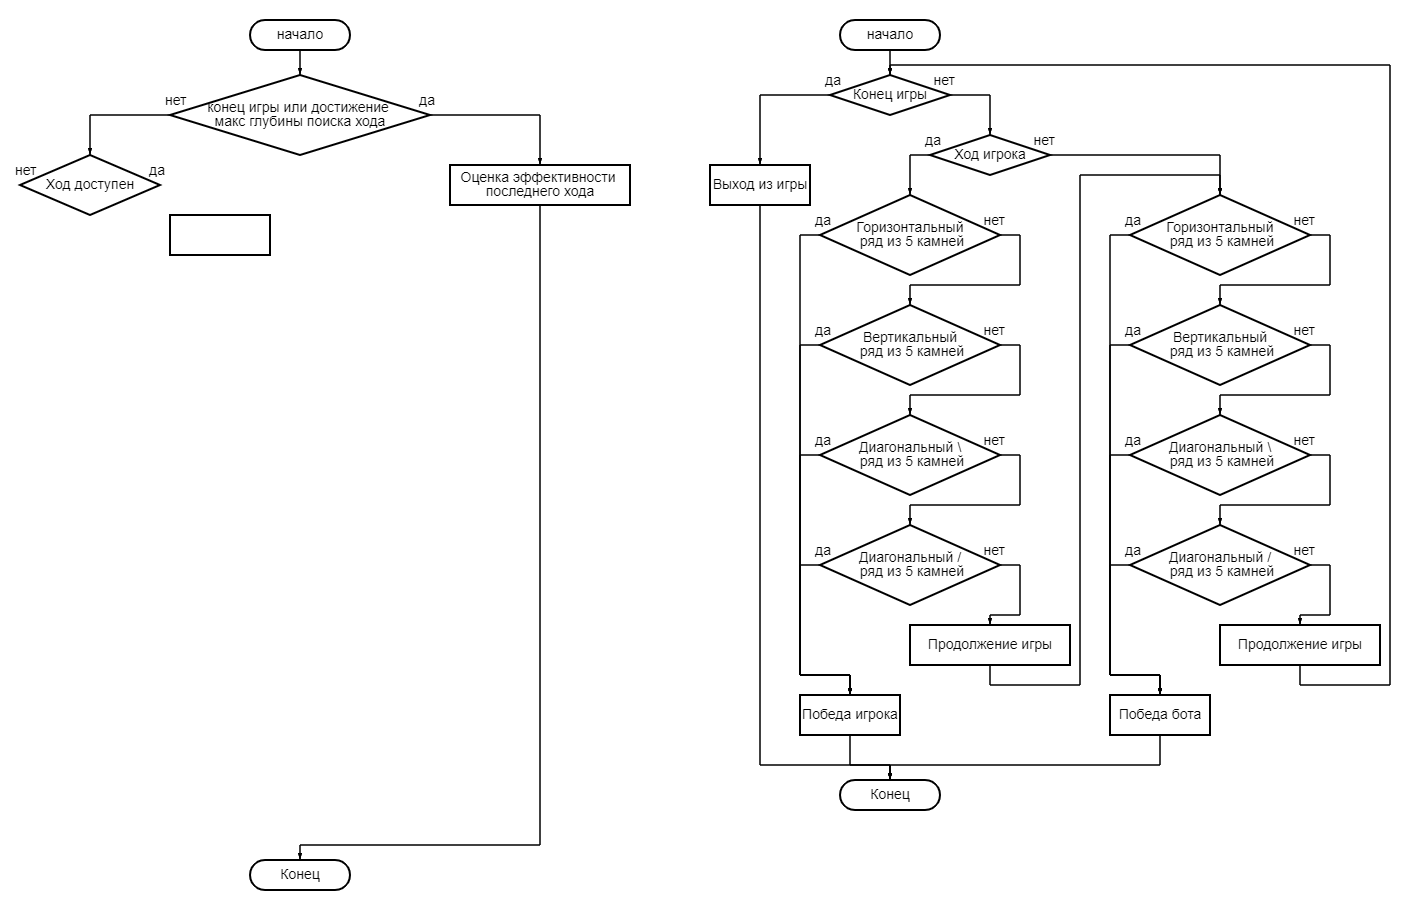 начало
нет
да
конец игры или достижение
макс глубины поиска хода
нет
да
Ход доступен
Оценка эффективности
последнего хода
Конец
начало
да
нет
Конец игры
да
нет
Ход игрока
Выход из игры
да
нет
Горизонтальный
ряд из 5 камней
да
нет
Вертикальный
ряд из 5 камней
да
нет
Диагональный \
ряд из 5 камней
да
нет
Диагональный /
ряд из 5 камней
Продолжение игры
Победа игрока
да
нет
Горизонтальный
ряд из 5 камней
да
нет
Вертикальный
ряд из 5 камней
да
нет
Диагональный \
ряд из 5 камней
да
нет
Диагональный /
ряд из 5 камней
Продолжение игры
Победа бота
Конец